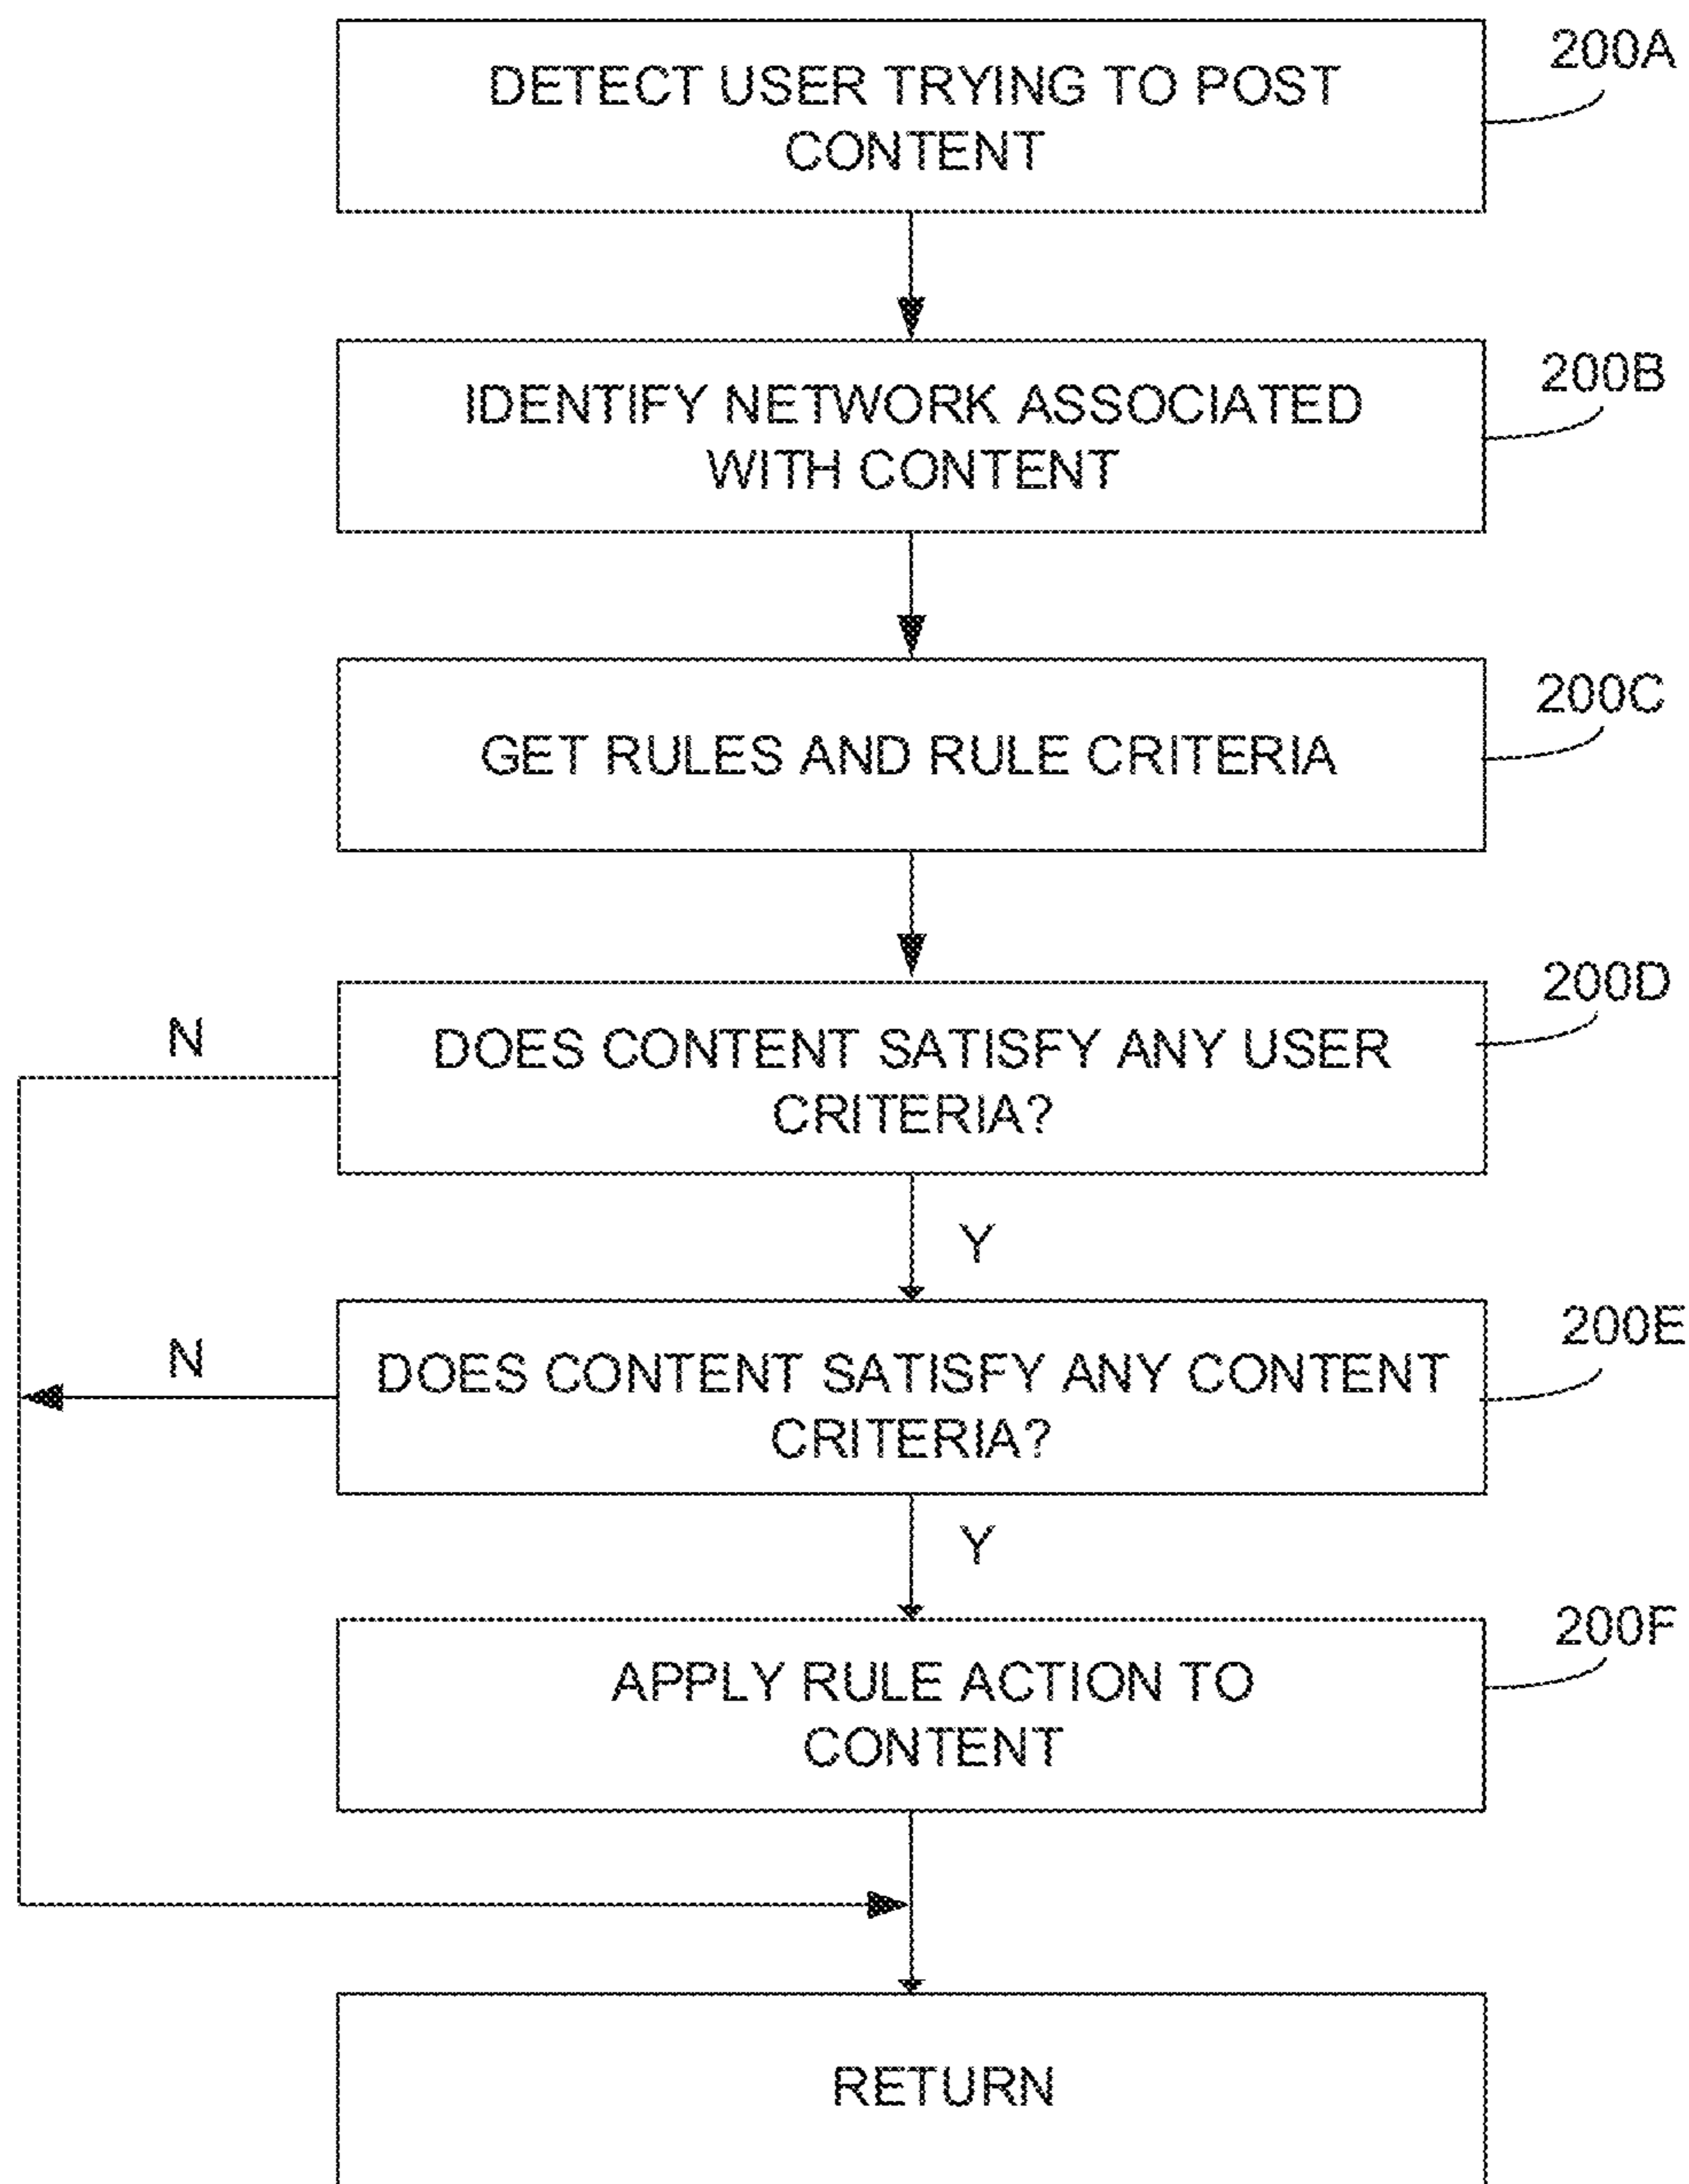 DETECT USER TRYING TO POST
CONTENT
200A
IDENTIFY NETWORK ASSOCIATED
WITH CONTENT
200B
GET RULES AND RULE CRITERIA
200C
DOES CONTENT SATISFY ANY USER
CRITERIA?
200D
N
Y
DOES CONTENT SATISFY ANY CONTENT
CRITERIA?
200E
N
Y
APPLY RULE ACTION TO
CONTENT
200F
RETURN